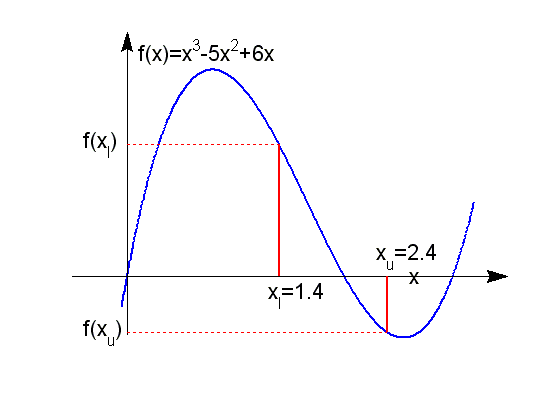 f(x)=x³-5x²+6x
f(xₗ)
xᵤ=2.4
x
xₗ=1.4
f(xᵤ)